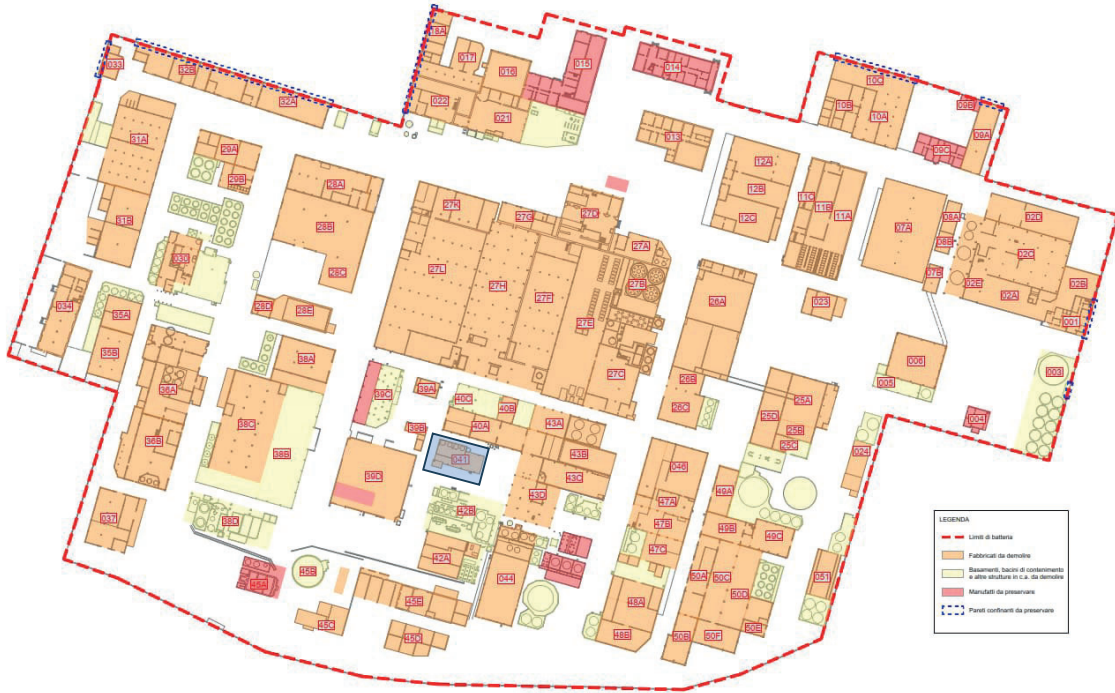 18A
017
016
015
014
033
32B
32A
022
021
10C
10B
10A
09B
09A
09C
013
31A
29A
29B
28A
12A
12B
12C
11C
11B
11A
07A
08A
08B
07B
02D
02C
02B
02E
02A
001
27K
27G
27D
27A
27B
31B
28B
28C
030
27L
27H
27F
27E
27C
26A
023
034
35A
35B
28D
28E
006
005
003
004
36A
36B
38A
38C
38B
38D
39C
39A
39B
39D
40C
40B
40A
041
43A
43B
43C
43D
26B
26C
25A
25D
25B
25C
024
046
47A
47B
47C
49A
49B
49C
037
42B
42A
044
45A
45B
45C
45E
45D
48A
48B
50A
50C
50D
50E
50B
50F
051
LEGENDA
Limiti di batteria
Fabbricati da demolire
Basamenti, bacini di contenimento
e altre strutture in c.a. da demolire
Manufatti da preservare
Pareti confinanti da preservare